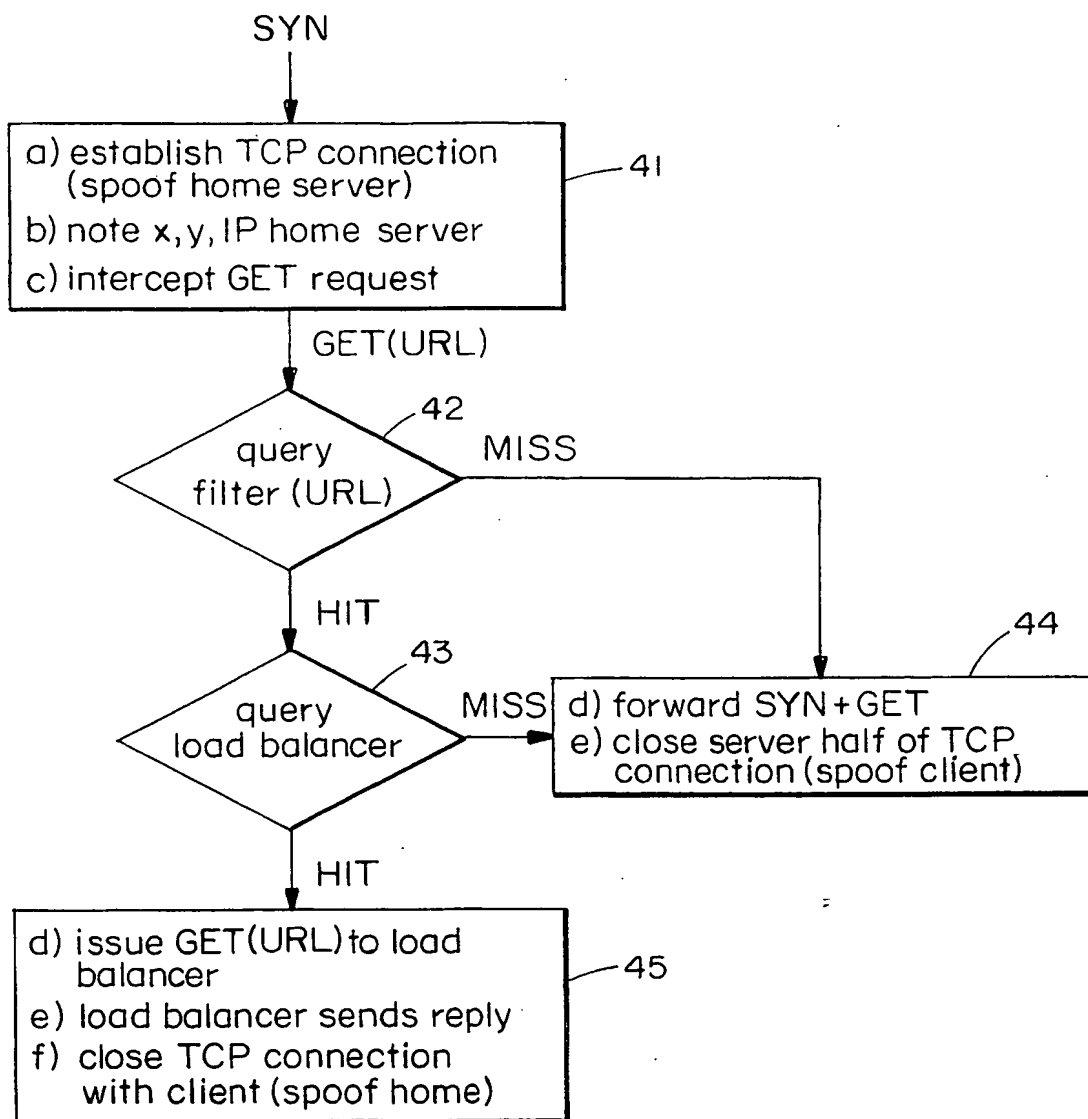 SYN
a) establish TCP connection
(spoof home server)
b) note x, y, IP home server
c) intercept GET request
41
GET(URL)
42
query
filter (URL)
MISS
HIT
43
query
load balancer
MISS
44
d) forward SYN+GET
e) close server half of TCP
connection (spoof client)
HIT
d) issue GET(URL) to load
balancer
e) load balancer sends reply
f) close TCP connection
with client (spoof home)
45